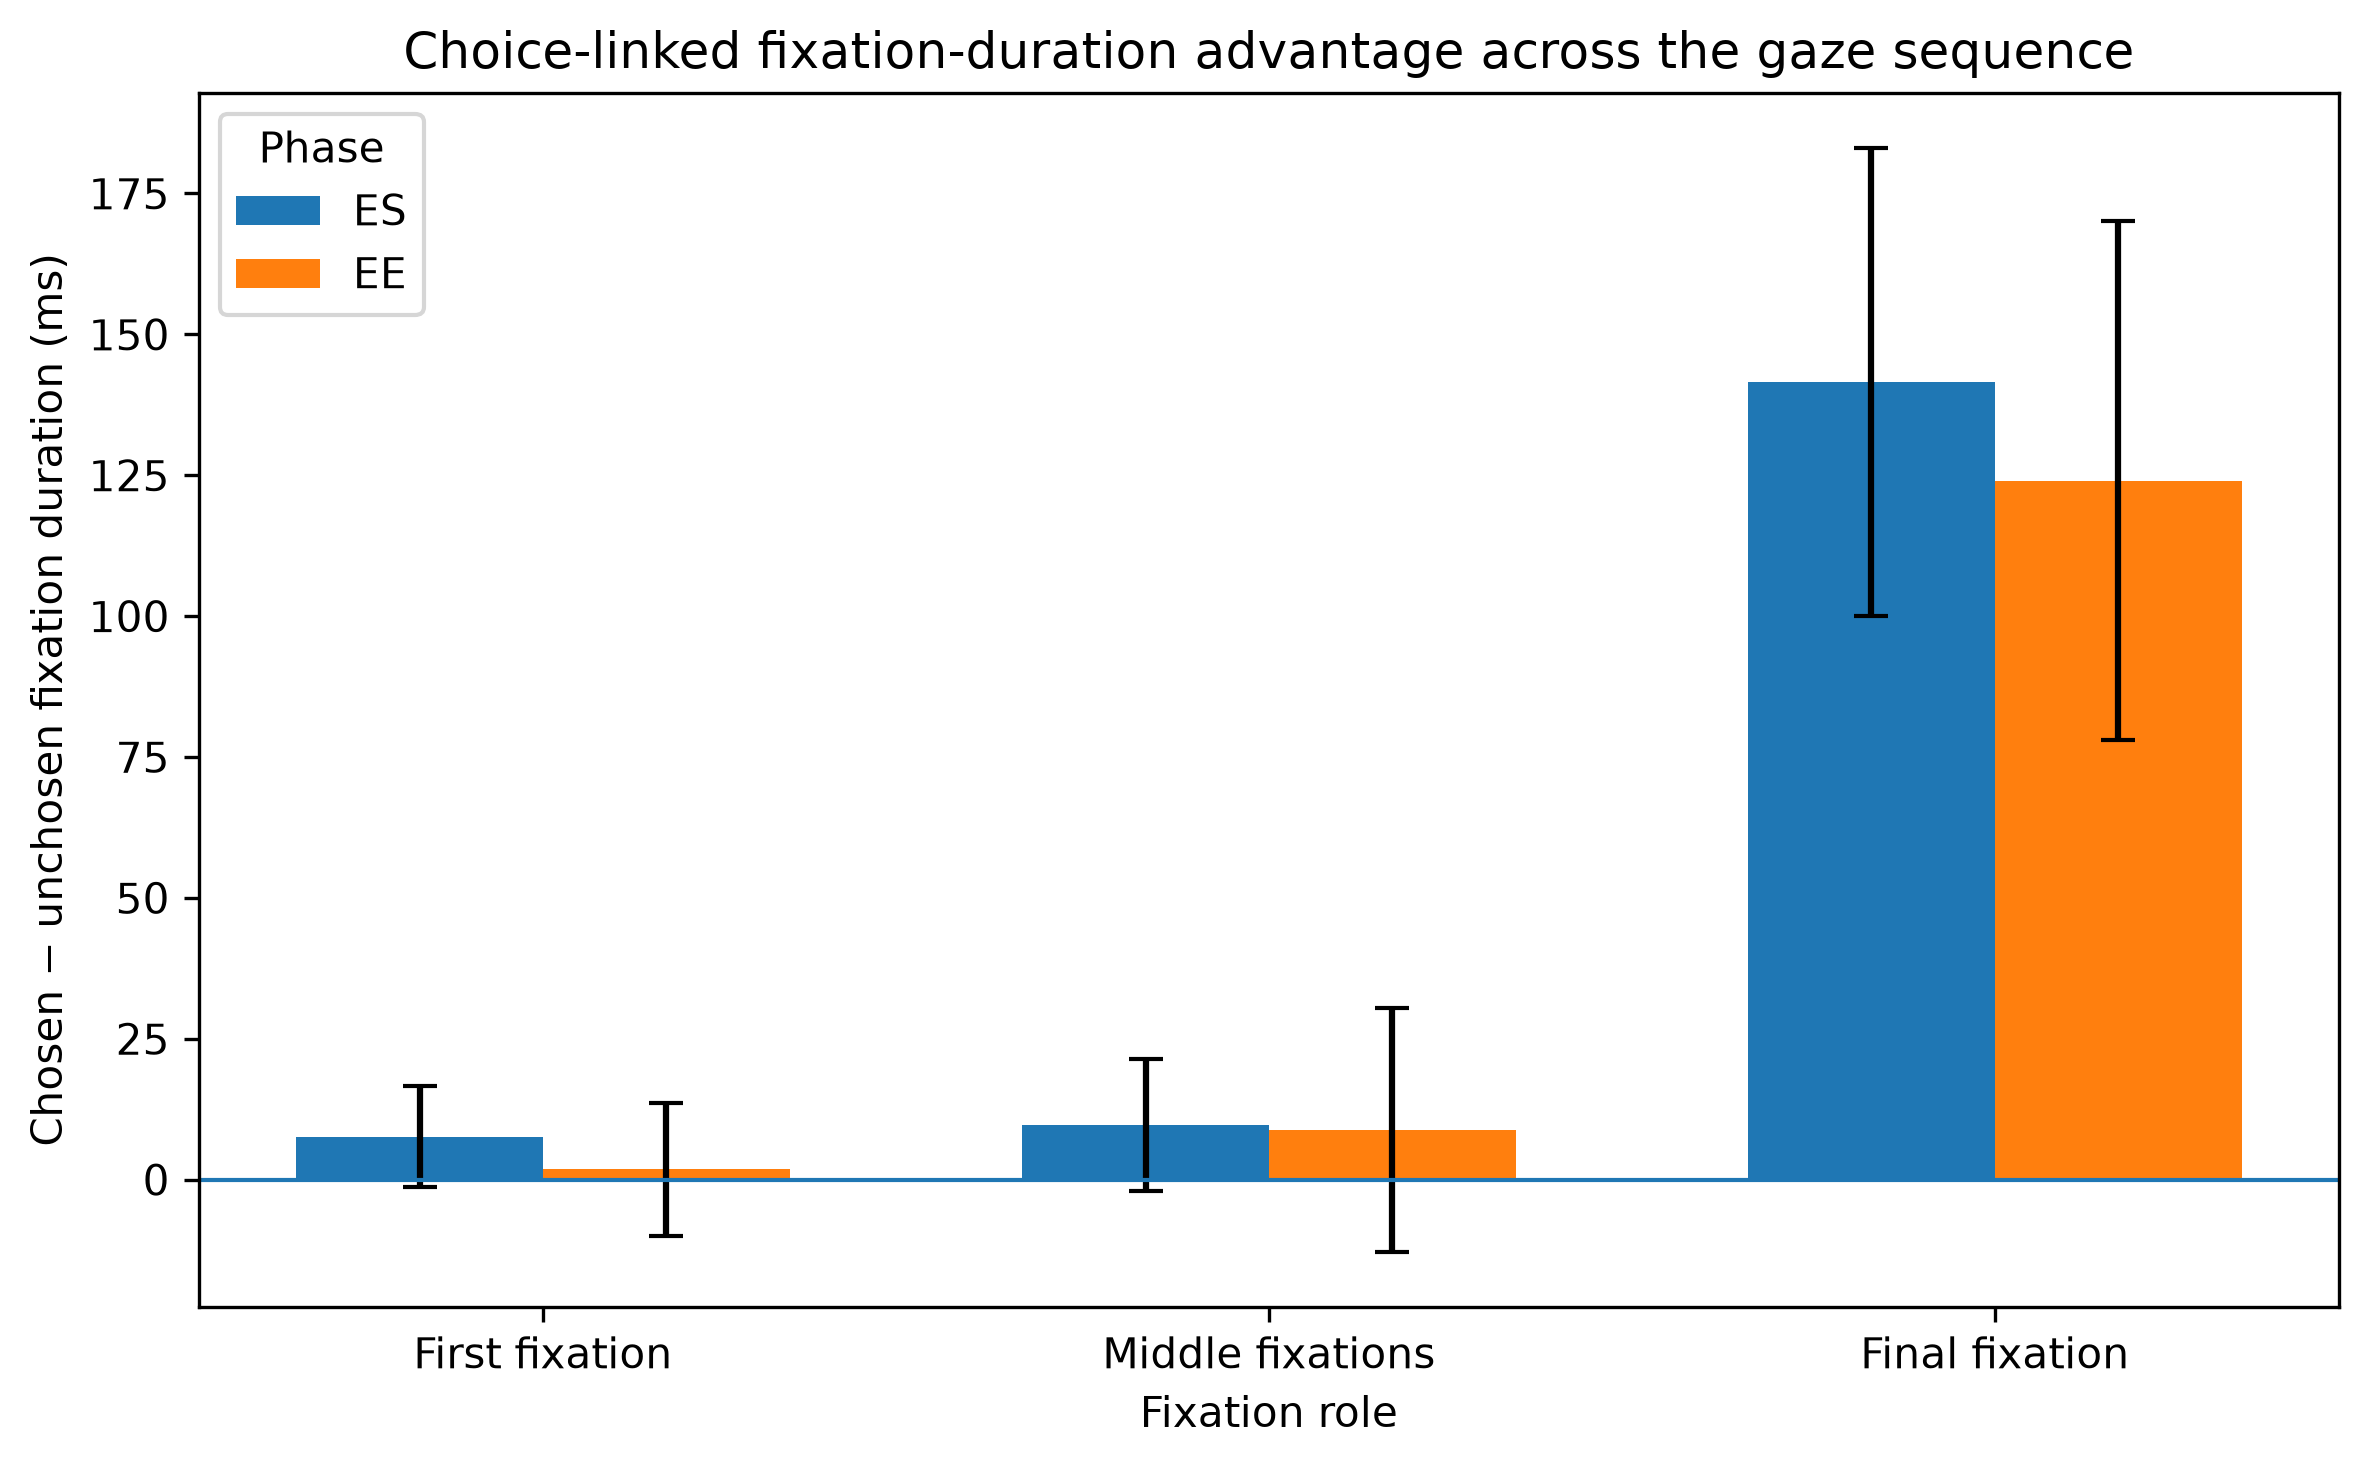 Choice-linked fixation-duration advantage across the gaze sequence
Phase
ES
EE
Chosen − unchosen fixation duration (ms)
175
150
125
100
75
50
25
0
First fixation
Middle fixations
Final fixation
Fixation role